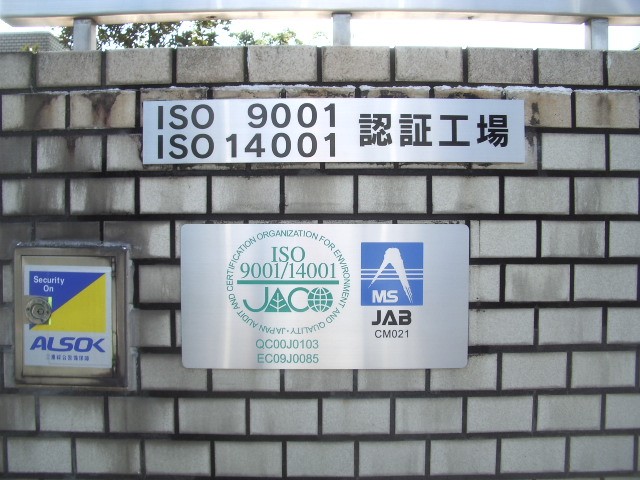 ISO 9001
ISO 14001
認証工場
JAPAN AUDIT AND CERTIFICATION ORGANIZATION FOR ENVIRONMENT AND QUALITY
ISO
9001/14001
JACO
QC00J0103
EC09J0085
MS
JAB
CM021
Security
On
ALSOK